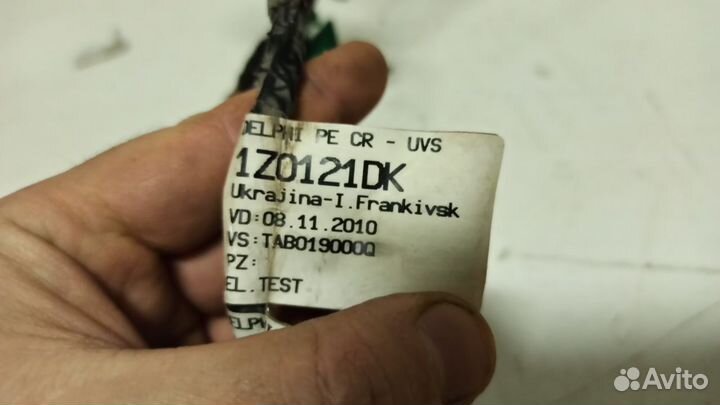 DELPHI PE CR - UVS
1Z0121DK
Ukrajina-I.Frankivsk
VD:08.11.2010
VS:TAB019000Q
PZ:
EL.TEST
Avito